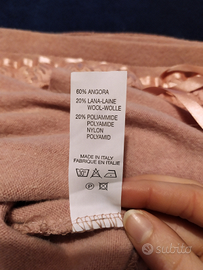 60% ANGORA
20% LANA-LAINE
WOOL-WOLLE
20% POLIAMMIDE
POLYAMIDE
NYLON
POLYAMID
MADE IN ITALY
FABRIQUE EN ITALIE
subito